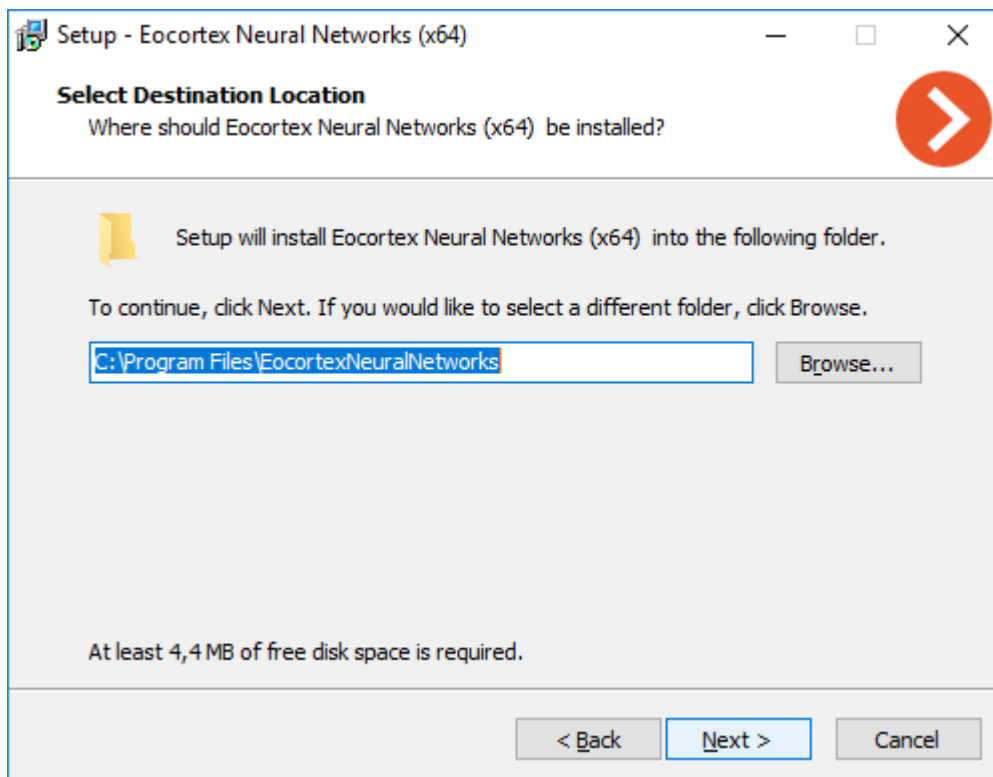 Setup - Eocortex Neural Networks (x64)
Select Destination Location
Where should Eocortex Neural Networks (x64)  be installed?
Setup will install Eocortex Neural Networks (x64)  into the following folder.
To continue, click Next. If you would like to select a different folder, click Browse.
C:\Program Files\EocortexNeuralNetworks
Browse...
At least 4,4 MB of free disk space is required.
< Back
Next >
Cancel